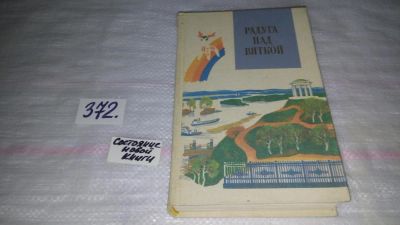 РАДУГА
НАД
ВЯТКОЙ
372.
Состояние
новой
книги